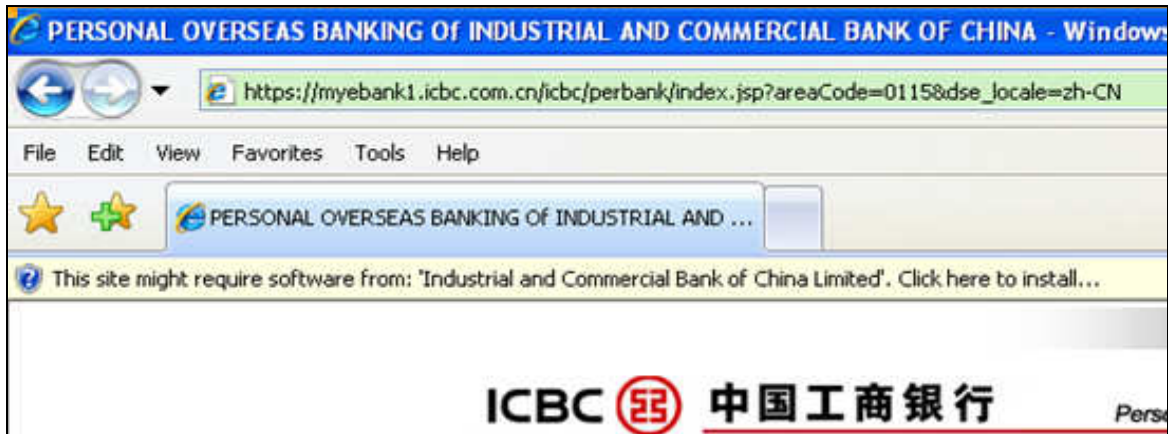 PERSONAL OVERSEAS BANKING Of INDUSTRIAL AND COMMERCIAL BANK OF CHINA - Windows
https://myebank1.icbc.com.cn/icbc/perbank/index.jsp?areaCode=0115&dse_locale=zh-CN
File Edit View Favorites Tools Help
PERSONAL OVERSEAS BANKING Of INDUSTRIAL AND ...
This site might require software from: 'Industrial and Commercial Bank of China Limited'. Click here to install...
ICBC 中国工商银行 Perso